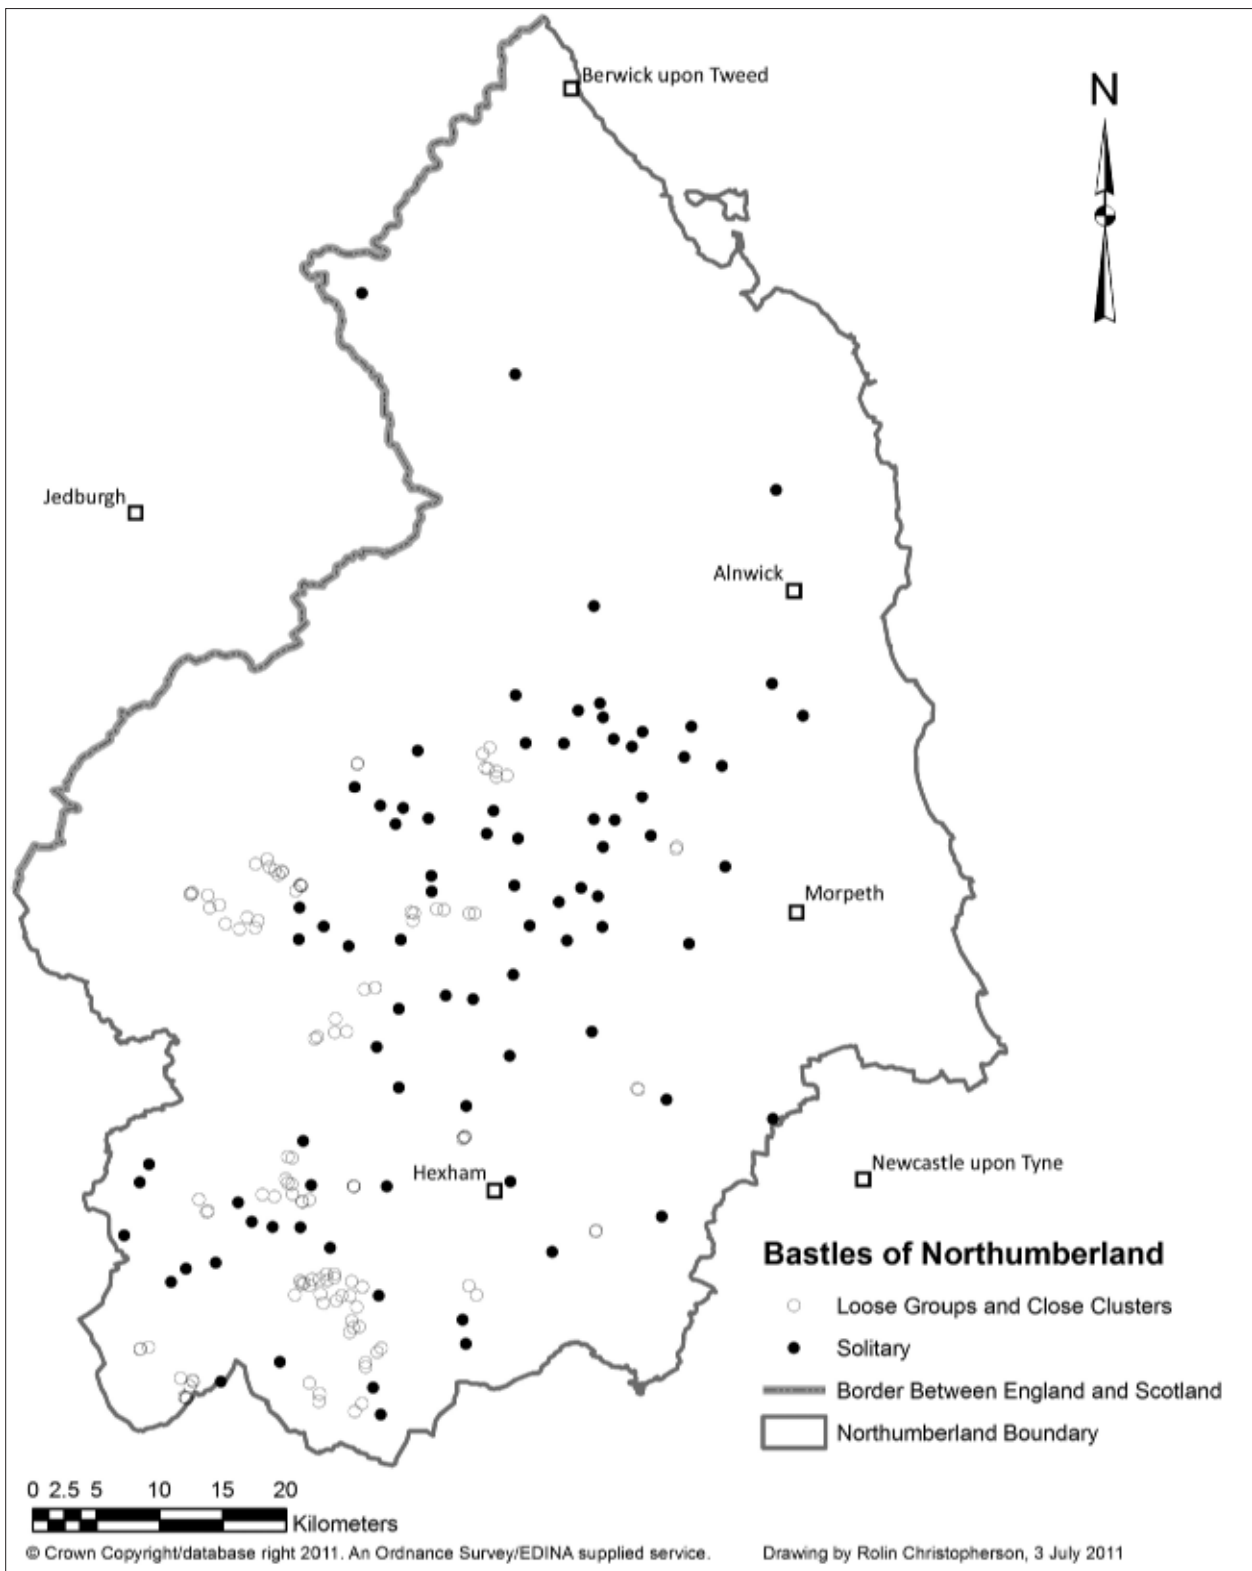 N
Berwick upon Tweed
Jedburgh
Alnwick
Morpeth
Hexham
Newcastle upon Tyne
Bastles of Northumberland
Loose Groups and Close Clusters
Solitary
Border Between England and Scotland
Northumberland Boundary
0 2.5 5 10 15 20
Kilometers
© Crown Copyright/database right 2011. An Ordnance Survey/EDINA supplied service.
Drawing by Rolin Christopherson, 3 July 2011